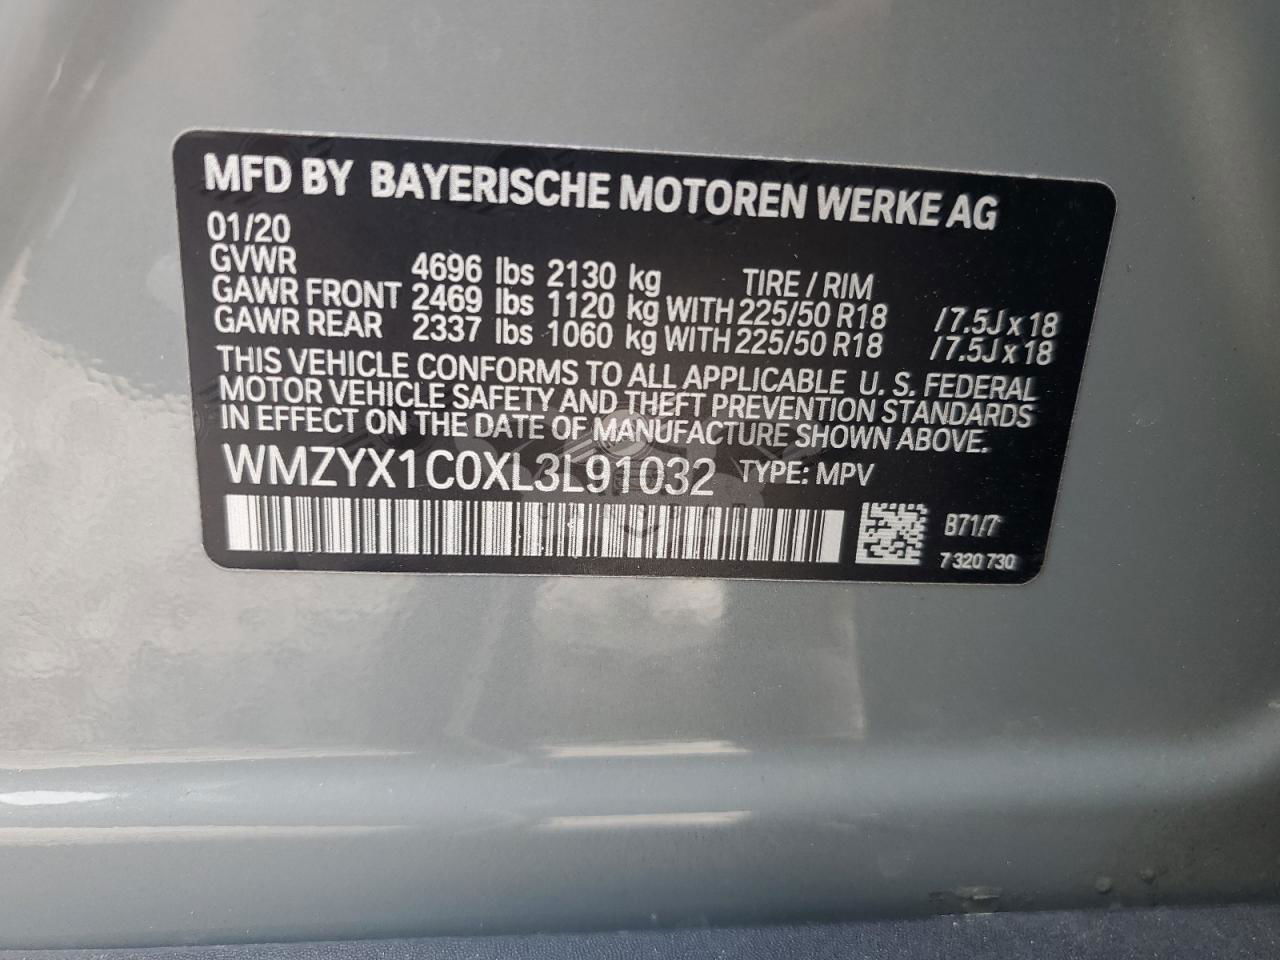 MFD BY BAYERISCHE MOTOREN WERKE AG
01/20
GVWR 4696 lbs 2130 kg TIRE / RIM
GAWR FRONT 2469 lbs 1120 kg WITH 225/50 R18 /7.5J x 18
GAWR REAR 2337 lbs 1060 kg WITH 225/50 R18 /7.5J x 18
THIS VEHICLE CONFORMS TO ALL APPLICABLE U. S. FEDERAL
MOTOR VEHICLE SAFETY AND THEFT PREVENTION STANDARDS
IN EFFECT ON THE DATE OF MANUFACTURE SHOWN ABOVE.
WMZYX1C0XL3L91032 TYPE: MPV
B71/7
7 320 730